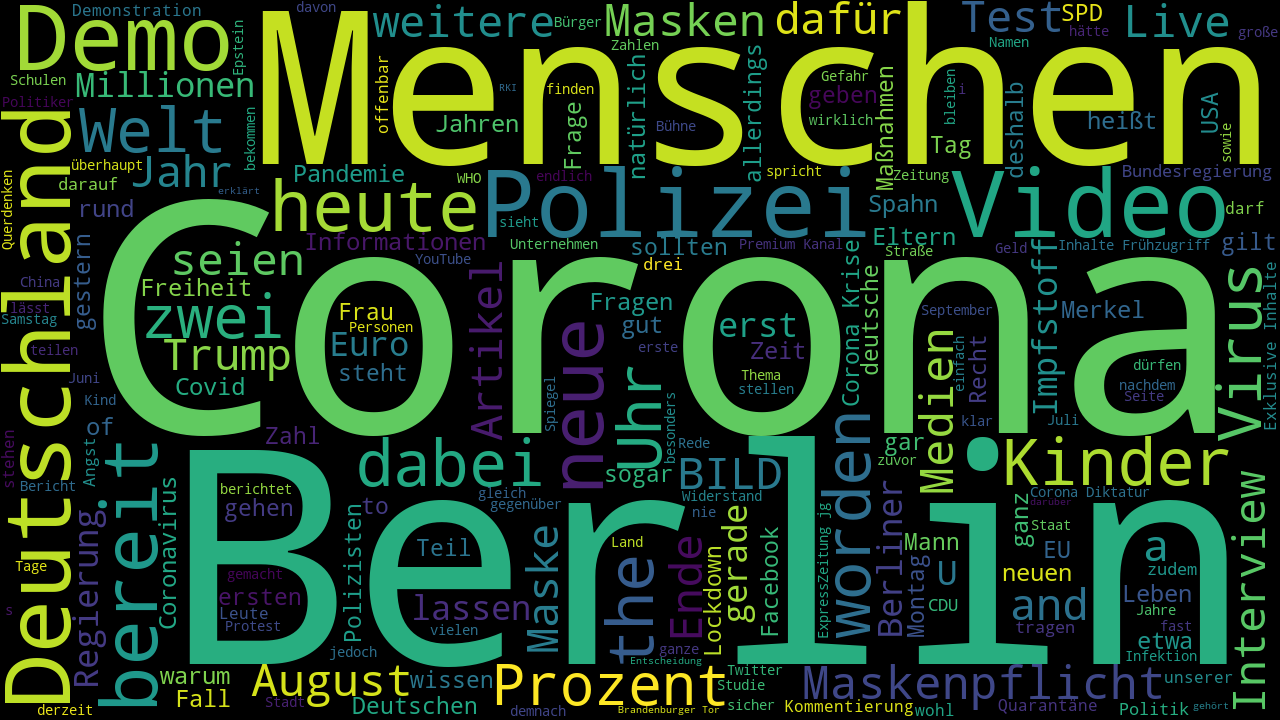 Demonstration
davon
Demo
weitere
Bürger
Masken
dafür
Test
SPD
hätte
Live
große
Menschen
Epstein
Zahlen
Namen
Schulen
Millionen
offenbar
RKI
finden
Gefahr
geben
wirklich
bleiben
i
Politiker
Welt
bekommen
Jahren
Frage
natürlich
Bühne
allerdings
Maßnahmen
Tag
deshalb
heißt
USA
sowie
Deutschland
überhaupt
Jahr
Pandemie
WHO
endlich
spricht
Zeitung
Bundesregierung
darauf
erklärt
Querdenken
rund
heute
Polizei
sieht
Spahn
Video
darf
gestern
seien
Informationen
YouTube
Unternehmen
sollten
Premium Kanal
Eltern
Straße
Geld
Inhalte Frühzugriff
gilt
drei
China
Freiheit
Corona
lässt
Samstag
zwei
Frau
Personen
Artikel
Fragen
gut
erst
Corona Krise
deutsche
Merkel
September
Impfstoff
Virus
Exklusive Inhalte
teilen
Trump
Euro
steht
neue
erste
Zeit
Thema
stellen
Medien
einfach
Recht
dürfen
nachdem
Seite
Juni
Kind
Covid
Spiegel
Uhr
besonders
klar
Juli
of
Zahl
Rede
gar
zuvor
stehen
Bericht
Angst
bereit
dabei
sogar
BILD
worden
Kinder
Berlin
Coronavirus
berichtet
gehen
to
gleich
gegenüber
Widerstand
nie
ganz
Corona Diktatur
darüber
Interview
Regierung
Polizisten
Teil
Maske
the
Land
Ende
Lockdown
gerade
Facebook
ExpressZeitung jg
Berliner
Montag
Mann
U
CDU
Staat
EU
neuen
a
zudem
Tage
gemacht
ersten
Leute
Protest
lassen
vielen
and
tragen
Leben
Jahre
fast
etwa
Infektion
s
jedoch
ganze
Entscheidung
warum
Fall
August
wissen
Prozent
Twitter
Studie
Maskenpflicht
unserer
derzeit
Stadt
Deutschen
demnach
Brandenburger Tor
sicher
Kommentierung
wohl
Quarantäne
Politik
gehört